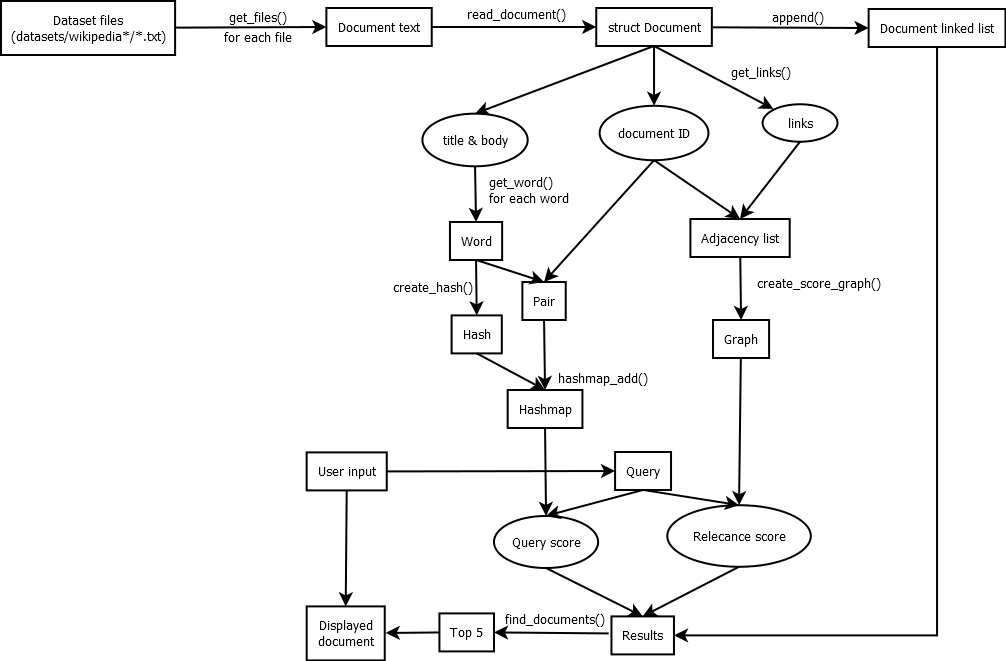 Dataset files
(datasets/wikipedia*/*.txt)
get_files()
for each file
Document text
read_document()
struct Document
append()
Document linked list
get_links()
title & body
document ID
links
get_word()
for each word
Word
Adjacency list
create_hash()
Pair
create_score_graph()
Hash
Graph
hashmap_add()
Hashmap
User input
Query
Query score
Relecance score
Displayed
document
Top 5
find_documents()
Results